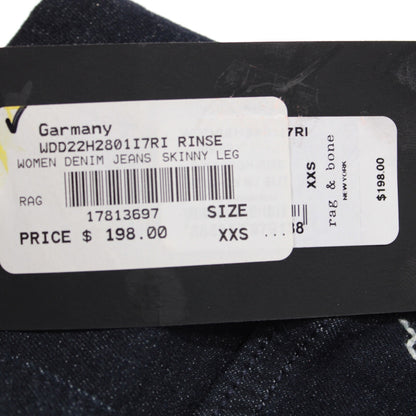 Garmany
WDD22H2801I7RI RINSE
WOMEN DENIM JEANS SKINNY LEG
RAG
17813697
SIZE
PRICE $ 198.00
XXS
7RI
XXS
rag & bone
NEW YORK
$198.00